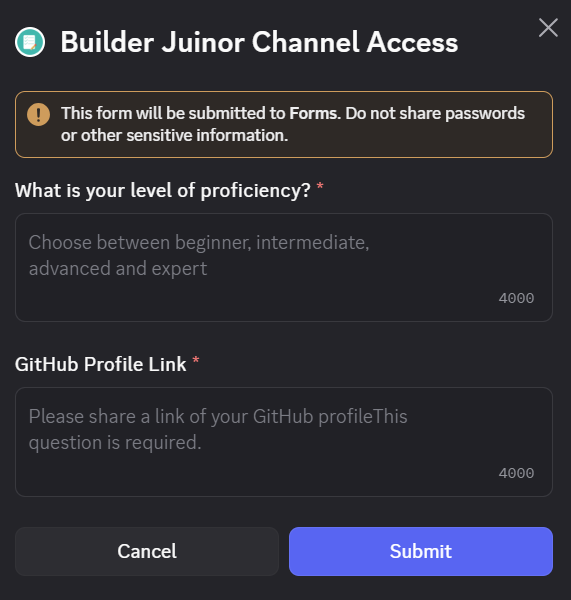 Builder Juinor Channel Access
This form will be submitted to Forms. Do not share passwords
or other sensitive information.
What is your level of proficiency? *
Choose between beginner, intermediate,
advanced and expert
4000
GitHub Profile Link *
Please share a link of your GitHub profileThis
question is required.
4000
Cancel
Submit